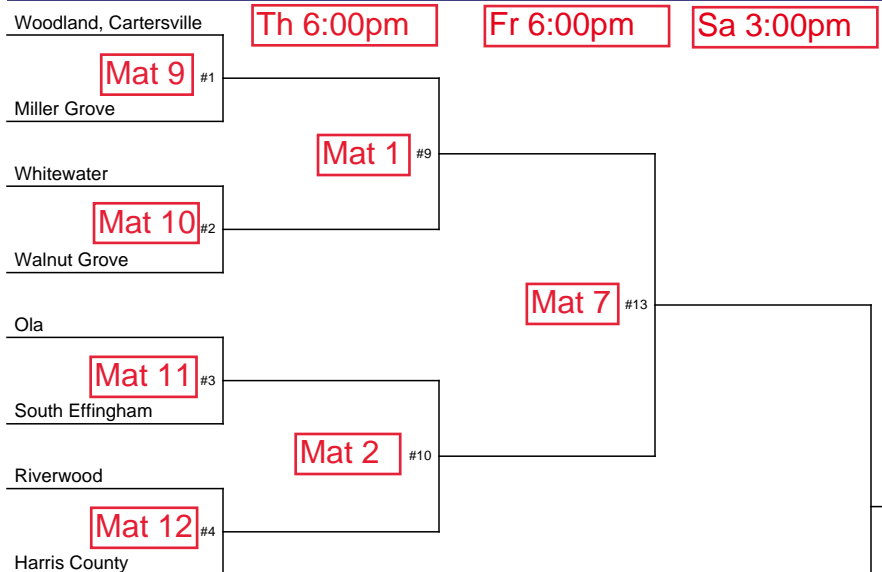 Woodland, Cartersville
Th 6:00pm
Fr 6:00pm
Sa 3:00pm
Mat 9 #1
Miller Grove
Mat 1 #9
Whitewater
Mat 10 #2
Walnut Grove
Mat 7 #13
Ola
Mat 11 #3
South Effingham
Mat 2 #10
Riverwood
Mat 12 #4
Harris County